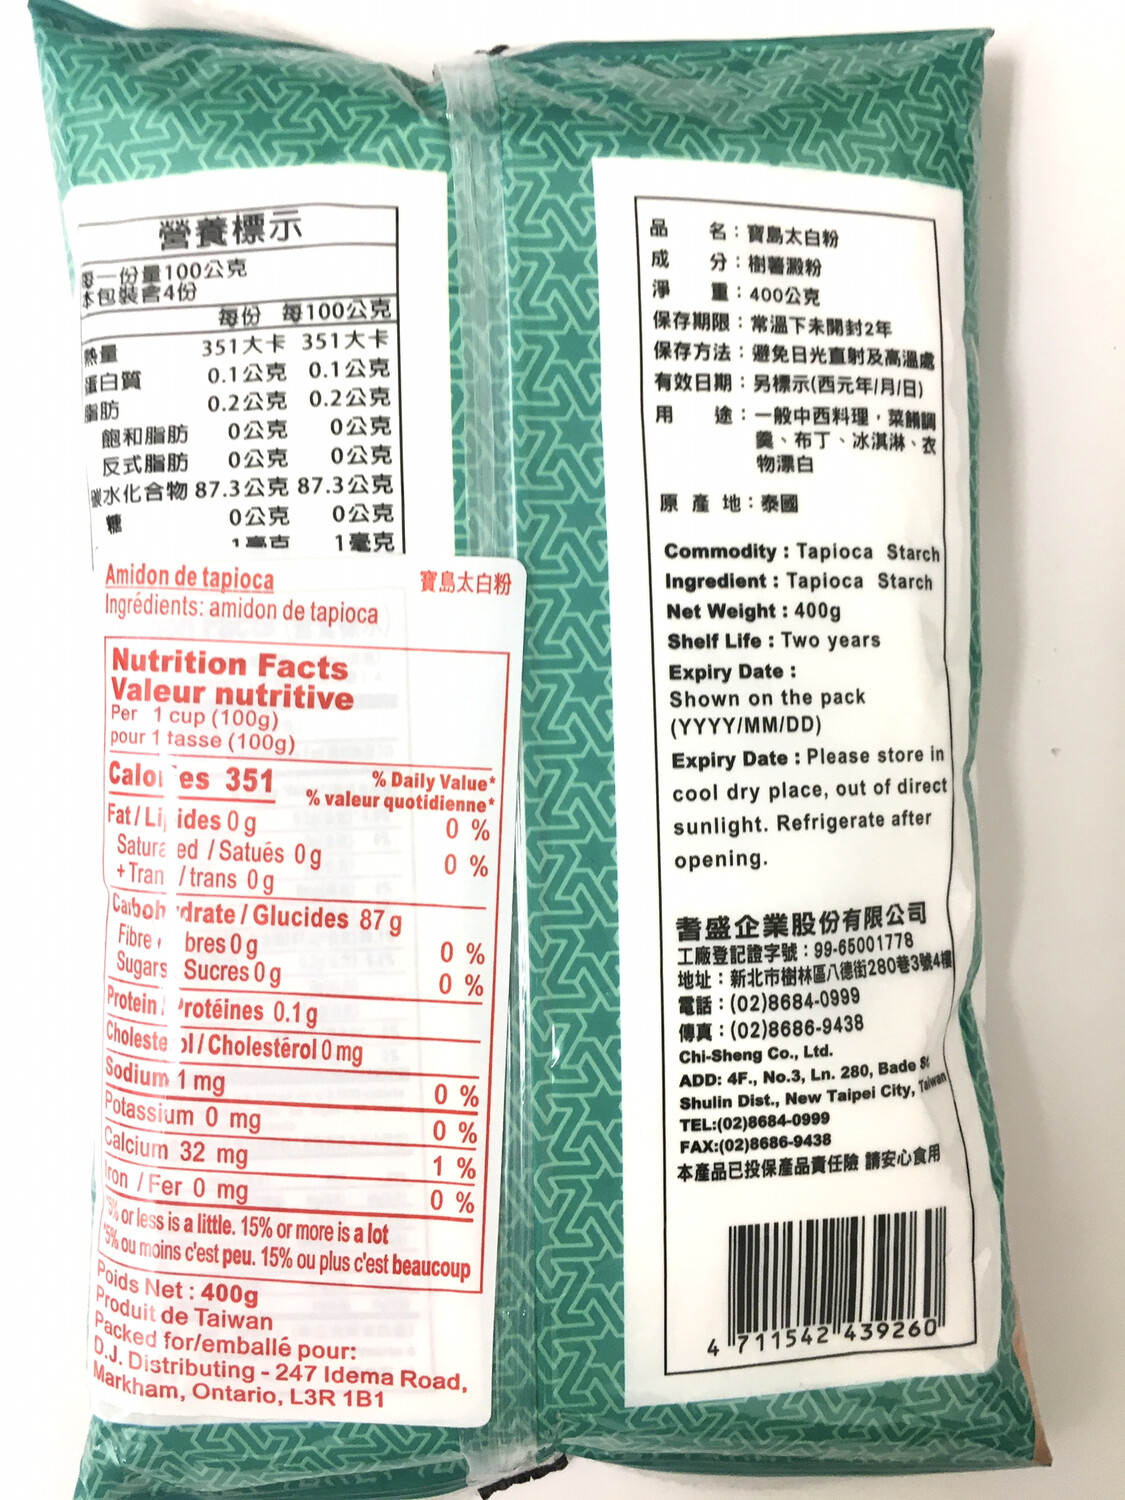 營養標示
每一份量100公克
本包裝含4份
每份 每100公克
熱量 351大卡 351大卡
蛋白質 0.1公克 0.1公克
脂肪 0.2公克 0.2公克
飽和脂肪 0公克 0公克
反式脂肪 0公克 0公克
碳水化合物 87.3公克 87.3公克
糖 0公克 0公克
1毫克 1毫克
Amidon de tapioca 寶島太白粉
Ingrédients: amidon de tapioca
Nutrition Facts
Valeur nutritive
Per 1 cup (100g)
pour 1 tasse (100g)
Calories 351 % Daily Value*
% valeur quotidienne*
Fat / Lipides 0 g 0 %
Saturated / Satués 0 g 0 %
+ Trans / trans 0 g
Carbohydrate / Glucides 87 g
Fibre / Fibres 0 g 0 %
Sugars / Sucres 0 g 0 %
Protein / Protéines 0.1 g
Cholesterol / Cholestérol 0 mg
Sodium 1 mg 0 %
Potassium 0 mg 0 %
Calcium 32 mg 1 %
Iron / Fer 0 mg 0 %
*5% or less is a little. 15% or more is a lot
*5% ou moins c'est peu. 15% ou plus c'est beaucoup
Poids Net : 400g
Produit de Taiwan
Packed for/emballé pour:
D.J. Distributing - 247 Idema Road,
Markham, Ontario, L3R 1B1
品名：寶島太白粉
成分：樹薯澱粉
淨重：400公克
保存期限：常溫下未開封2年
保存方法：避免日光直射及高溫處
有效日期：另標示(西元年/月/日)
用途：一般中西料理，菜餚調
羹、布丁、冰淇淋、衣
物漂白
原產地：泰國
Commodity : Tapioca Starch
Ingredient : Tapioca Starch
Net Weight : 400g
Shelf Life : Two years
Expiry Date :
Shown on the pack
(YYYY/MM/DD)
Expiry Date : Please store in
cool dry place, out of direct
sunlight. Refrigerate after
opening.
耆盛企業股份有限公司
工廠登記證字號：99-65001778
地址：新北市樹林區八德街280巷3號4樓
電話：(02)8684-0999
傳真：(02)8686-9438
Chi-Sheng Co., Ltd.
ADD: 4F., No.3, Ln. 280, Bade St.
Shulin Dist., New Taipei City, Taiwan
TEL:(02)8684-0999
FAX:(02)8686-9438
本產品已投保產品責任險 請安心食用
4 711542 439260